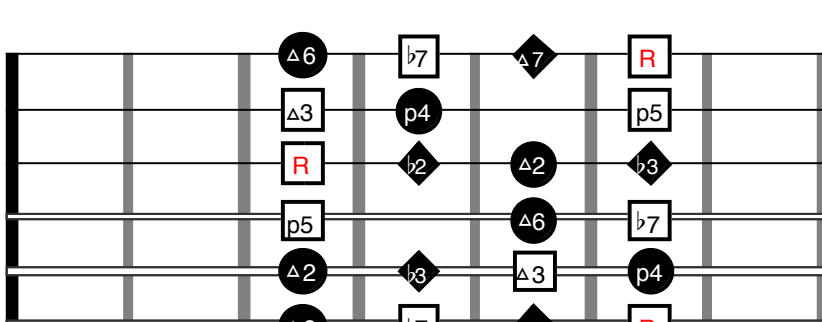 △6 ♭7 △7 R
△3 p4 p5
R ♭2 △2 ♭3
p5 △6 ♭7
△2 ♭3 △3 p4